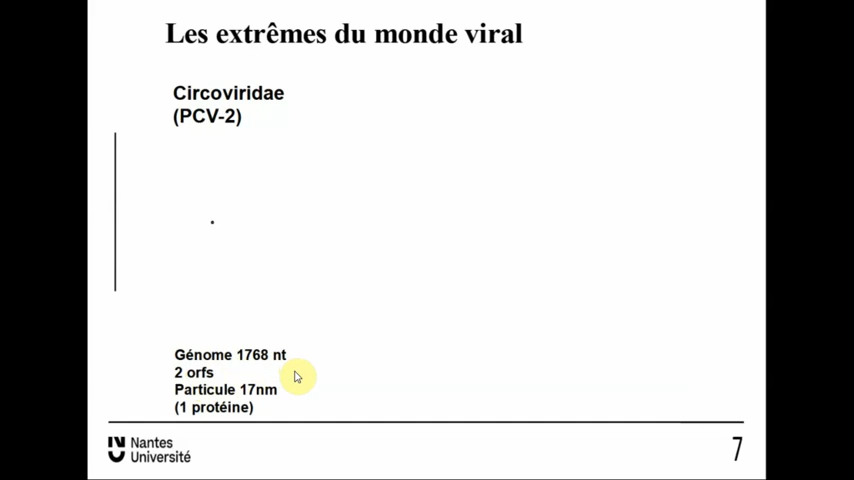 Les extrêmes du monde viral
Circoviridae
(PCV-2)
Génome 1768 nt
2 orfs
Particule 17nm
(1 protéine)
Nantes
Université
7